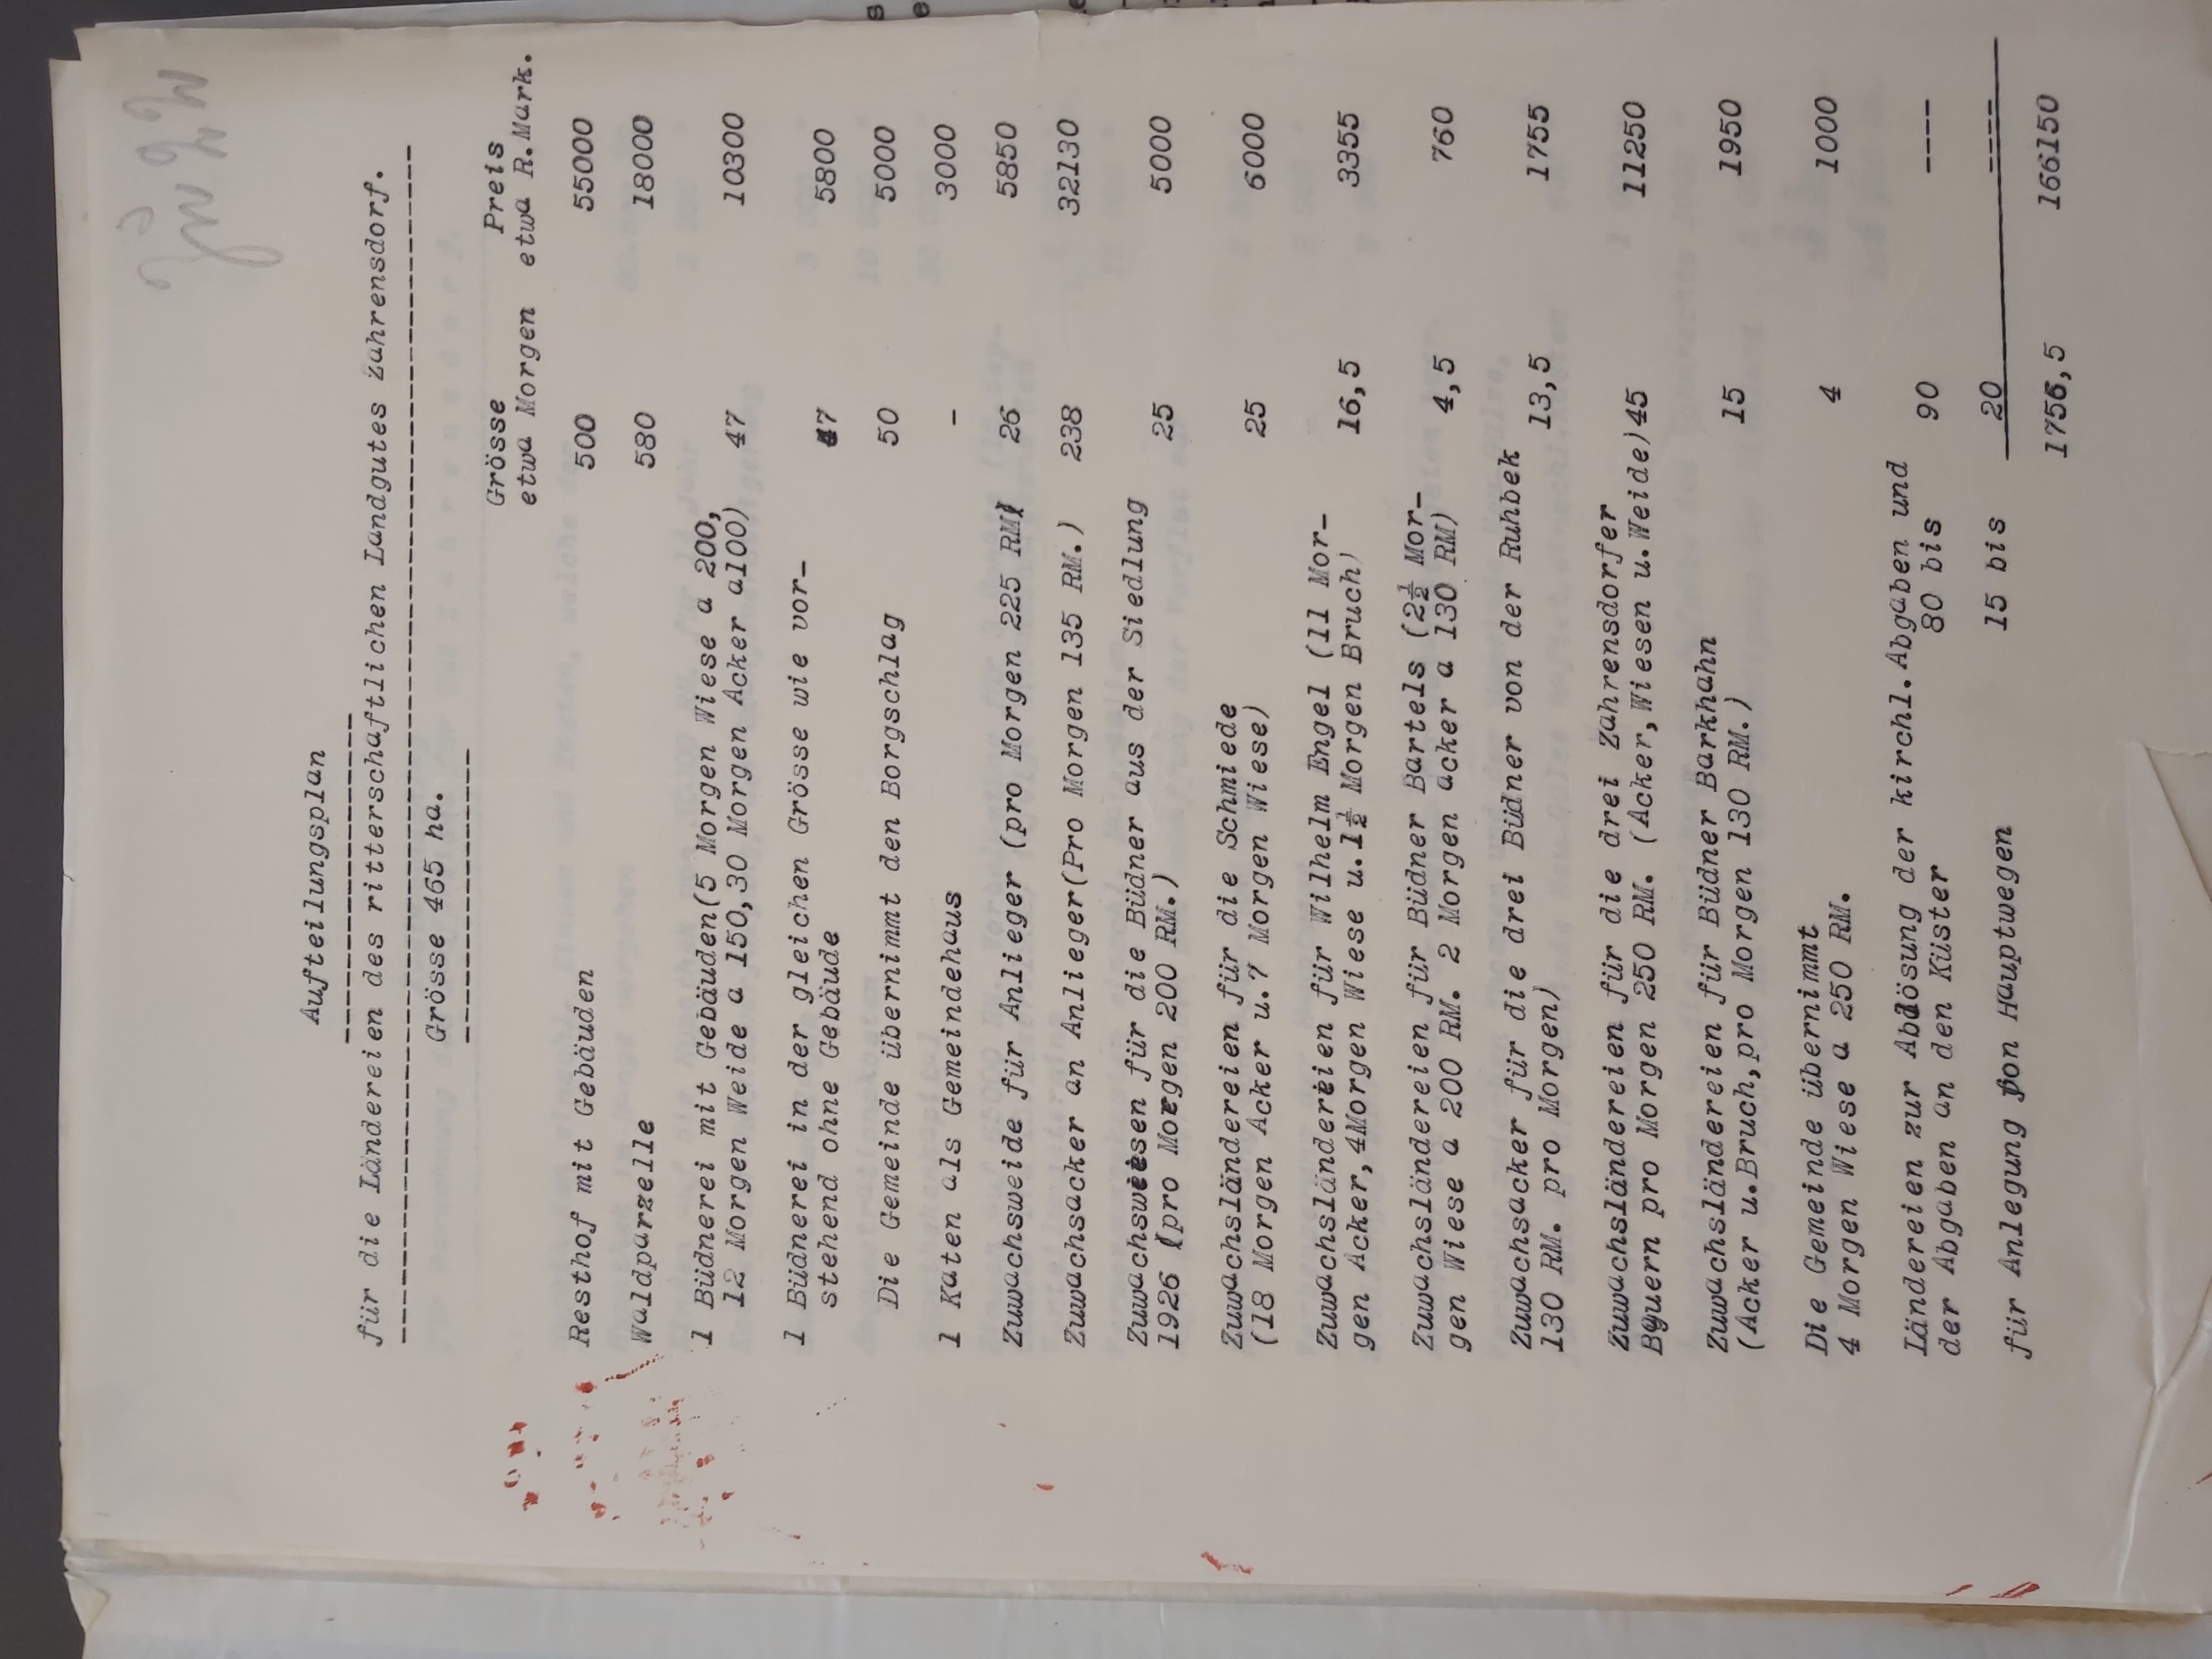 Aufteilungsplan
für die Ländereien des ritterschaftlichen Landgutes Zahrensdorf.
Grösse 465 ha.
Grösse Preis
etwa Morgen etwa R.Mark.
Resthof mit Gebäuden 500 55000
Waldparzelle 580 18000
1 Büdnerei mit Gebäuden(5 Morgen Wiese a 200,
12 Morgen Weide a 150,30 Morgen Acker a100) 47 10300
1 Büdnerei in der gleichen Grösse wie vor-
stehend ohne Gebäude 47 5800
Die Gemeinde übernimmt den Borgschlag 50 5000
1 Katen als Gemeindehaus - 3000
Zuwachsweide für Anlieger (pro Morgen 225 RM) 26 5850
Zuwachsacker an Anlieger(Pro Morgen 135 RM.) 238 32130
Zuwachswiesen für die Büdner aus der Siedlung
1926 (pro Morgen 200 RM.) 25 5000
Zuwachsländereien für die Schmiede
(18 Morgen Acker u.7 Morgen Wiese) 25 6000
Zuwachsländereien für Wilhelm Engel (11 Mor-
gen Acker,4Morgen Wiese u.1½ Morgen Bruch) 16,5 3355
Zuwachsländereien für Büdner Bartels (2½ Mor-
gen Wiese a 200 RM. 2 Morgen acker a 130 RM) 4,5 760
Zuwachsacker für die drei Büdner von der Ruhbek
130 RM. pro Morgen) 13,5 1755
Zuwachsländereien für die drei Zahrensdorfer
Bauern pro Morgen 250 RM. (Acker,Wiesen u.Weide)45 11250
Zuwachsländereien für Büdner Barkhahn
(Acker u.Bruch,pro Morgen 130 RM.) 15 1950
Die Gemeinde übernimmt
4 Morgen Wiese a 250 RM. 4 1000
Ländereien zur Ablösung der kirchl.Abgaben und
der Abgaben an den Küster 80 bis 90 ----
für Anlegung von Hauptwegen 15 bis 20 ----
1756,5 166150